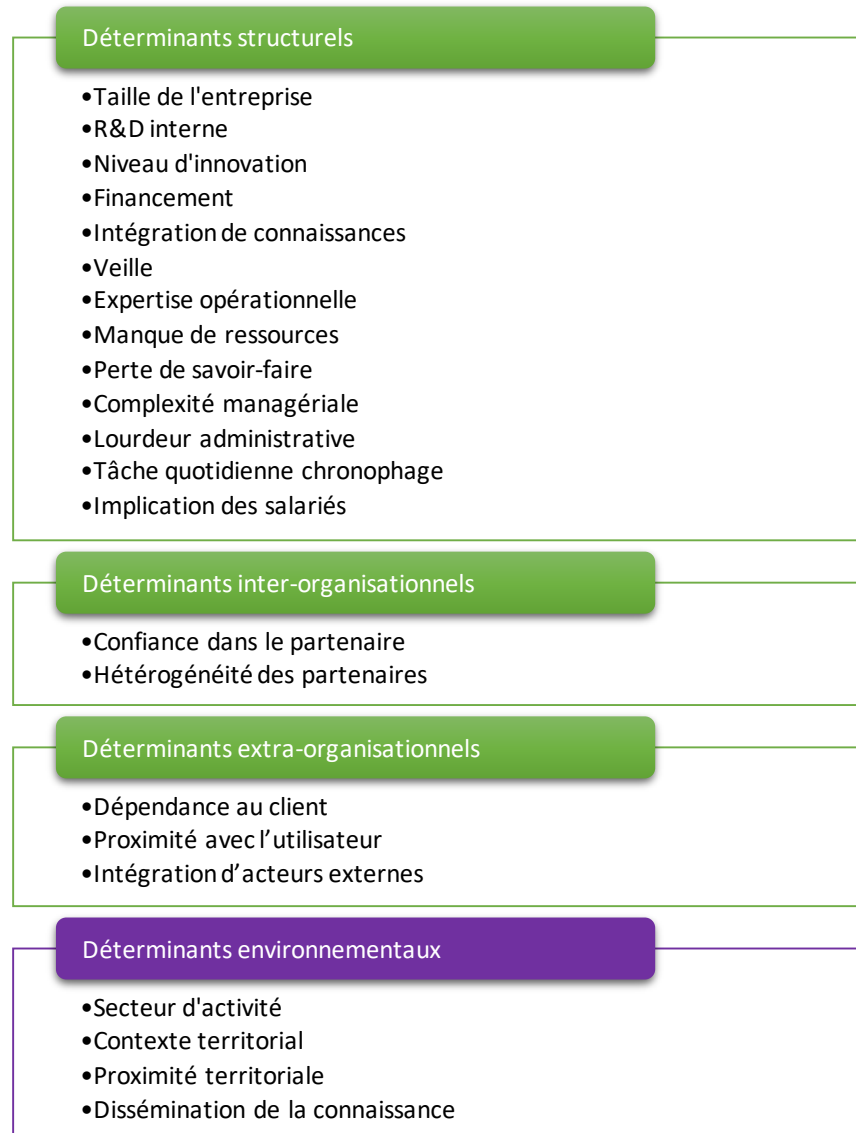 Déterminants structurels
•Taille de l'entreprise
•R&D interne
•Niveau d'innovation
•Financement
•Intégration de connaissances
•Veille
•Expertise opérationnelle
•Manque de ressources
•Perte de savoir-faire
•Complexité managériale
•Lourdeur administrative
•Tâche quotidienne chronophage
•Implication des salariés
Déterminants inter-organisationnels
•Confiance dans le partenaire
•Hétérogénéité des partenaires
Déterminants extra-organisationnels
•Dépendance au client
•Proximité avec l’utilisateur
•Intégration d’acteurs externes
Déterminants environnementaux
•Secteur d'activité
•Contexte territorial
•Proximité territoriale
•Dissémination de la connaissance